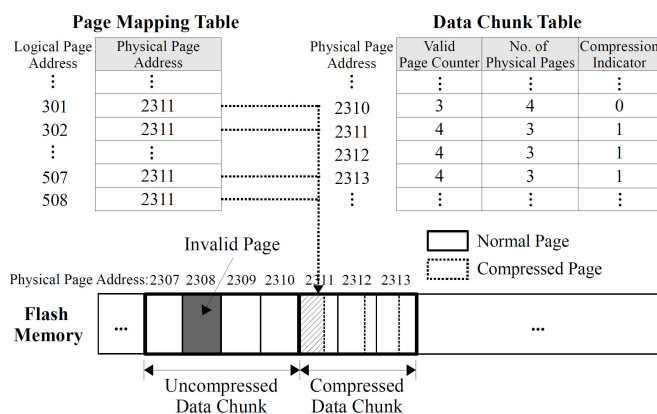 Page Mapping Table
Data Chunk Table
Logical Page Address
Physical Page Address
Physical Page Address
Valid Page Counter
No. of Physical Pages
Compression Indicator
⋮ ⋮ ⋮ ⋮ ⋮ ⋮
301 2311 2310 3 4 0
302 2311 2311 4 3 1
⋮ ⋮ 2312 4 3 1
507 2311 2313 4 3 1
508 2311 ⋮ ⋮ ⋮ ⋮
Invalid Page
Normal Page
Compressed Page
Physical Page Address: 2307 2308 2309 2310 2311 2312 2313
Flash Memory
... ...
Uncompressed Data Chunk
Compressed Data Chunk